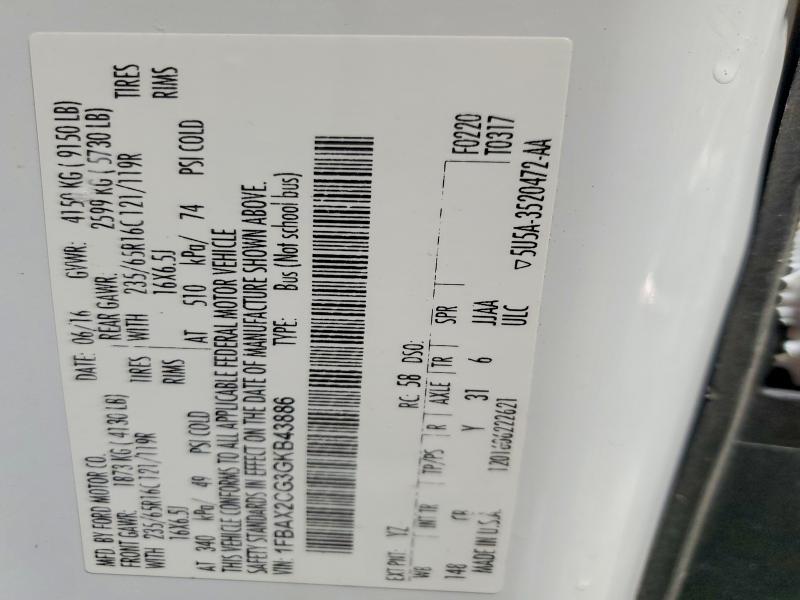 MFD. BY FORD MOTOR CO. DATE: 06/16 GVWR: 4150 KG ( 9150 LB)
FRONT GAWR: 1873 KG ( 4130 LB) REAR GAWR: 2599 KG ( 5730 LB)
WITH 235/65R16C 121/119R TIRES WITH 235/65R16C 121/119R TIRES
16X6.5J RIMS 16X6.5J RIMS
AT 340 kPa/ 49 PSI COLD AT 510 kPa/ 74 PSI COLD
THIS VEHICLE CONFORMS TO ALL APPLICABLE FEDERAL MOTOR VEHICLE
SAFETY STANDARDS IN EFFECT ON THE DATE OF MANUFACTURE SHOWN ABOVE.
VIN: 1FBAX2CG3GKB43886 TYPE: Bus (Not school bus)
F0220
T0317
EXT PNT: YZ RC: 58 DSO:
WB INT TR TP/PS R AXLE TR SPR
148 CB Y 31 6 JJAA
MADE IN U.S.A. ULC
▽5U5A-3520472-AA